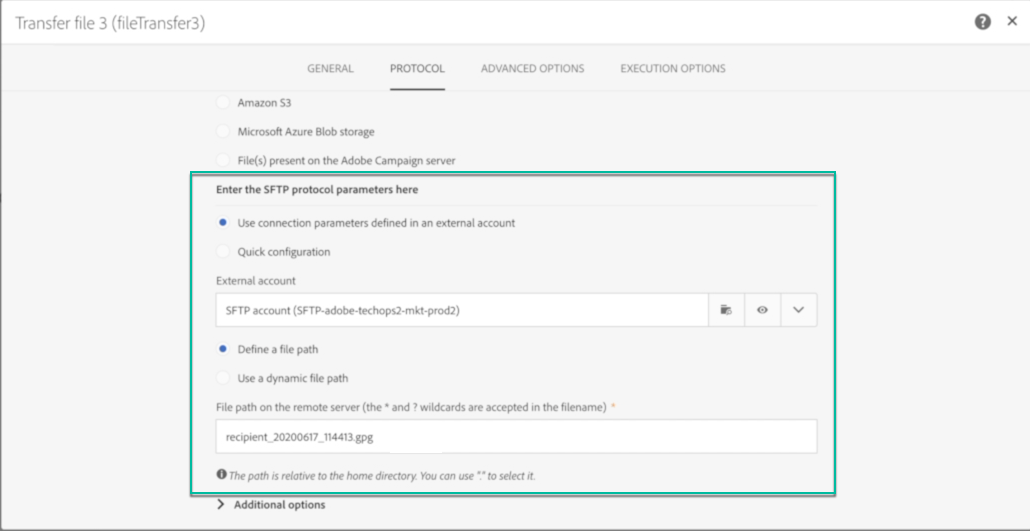 Transfer file 3 (fileTransfer3)
GENERAL PROTOCOL ADVANCED OPTIONS EXECUTION OPTIONS
Amazon S3
Microsoft Azure Blob storage
File(s) present on the Adobe Campaign server
Enter the SFTP protocol parameters here
Use connection parameters defined in an external account
Quick configuration
External account
SFTP account (SFTP-adobe-techops2-mkt-prod2)
Define a file path
Use a dynamic file path
File path on the remote server (the * and ? wildcards are accepted in the filename) *
recipient_20200617_114413.gpg
The path is relative to the home directory. You can use "." to select it.
Additional options